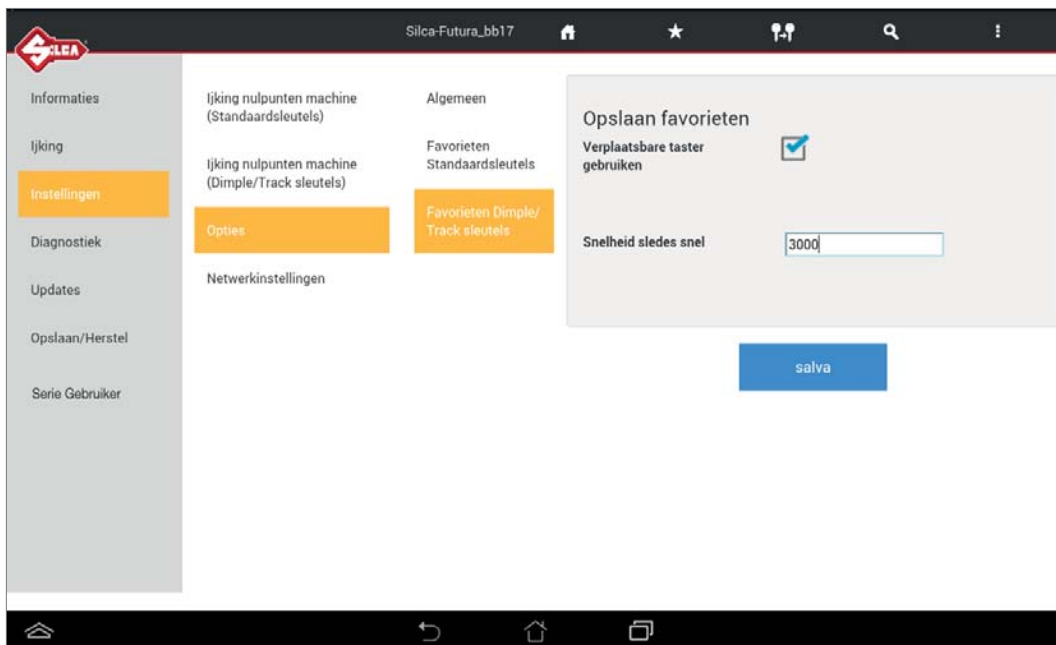 SILCA
Silca-Futura_bb17
Informaties
Ijking
Instellingen
Diagnostiek
Updates
Opslaan/Herstel
Serie Gebruiker
Ijking nulpunten machine
(Standaardsleutels)
Ijking nulpunten machine
(Dimple/Track sleutels)
Opties
Netwerkinstellingen
Algemeen
Favorieten
Standaardsleutels
Favorieten Dimple/
Track sleutels
Opslaan favorieten
Verplaatsbare taster
gebruiken
Snelheid sledes snel
3000
salva